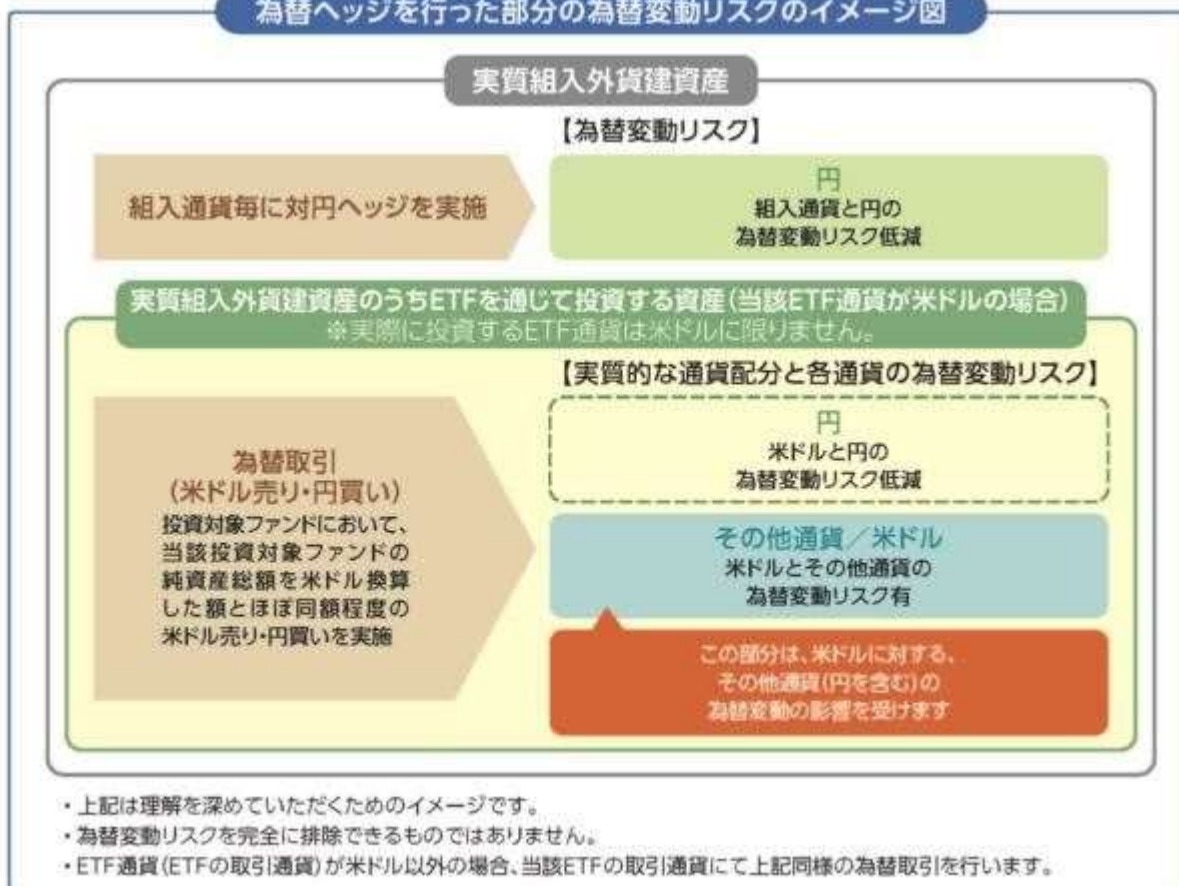 為替ヘッジを行った部分の為替変動リスクのイメージ図
実質組入外貨建資産
【為替変動リスク】
組入通貨毎に対円ヘッジを実施
円
組入通貨と円の
為替変動リスク低減
実質組入外貨建資産のうちETFを通じて投資する資産(当該ETF通貨が米ドルの場合)
※実際に投資するETF通貨は米ドルに限りません。
【実質的な通貨配分と各通貨の為替変動リスク】
為替取引
(米ドル売り・円買い)
投資対象ファンドにおいて、
当該投資対象ファンドの
純資産総額を米ドル換算
した額とほぼ同額程度の
米ドル売り・円買いを実施
円
米ドルと円の
為替変動リスク低減
その他通貨/米ドル
米ドルとその他通貨の
為替変動リスク有
この部分は、米ドルに対する、
その他通貨(円を含む)の
為替変動の影響を受けます
・上記は理解を深めていただくためのイメージです。
・為替変動リスクを完全に排除できるものではありません。
・ETF通貨(ETFの取引通貨)が米ドル以外の場合、当該ETFの取引通貨にて上記同様の為替取引を行います。